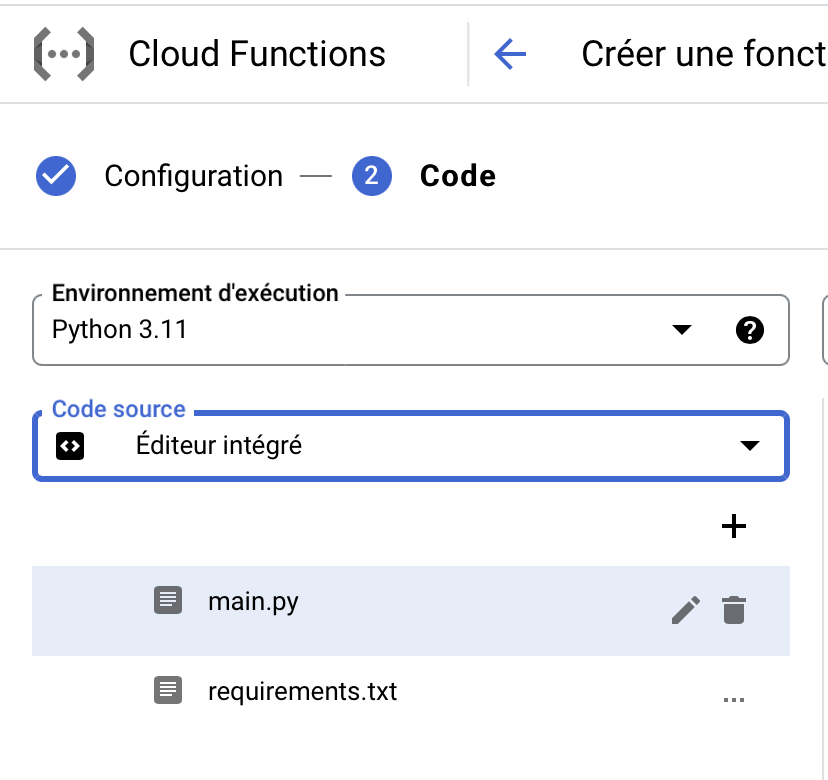 Cloud Functions
Créer une fonct
Configuration
2
Code
Environnement d'exécution
Python 3.11
Code source
Éditeur intégré
main.py
requirements.txt